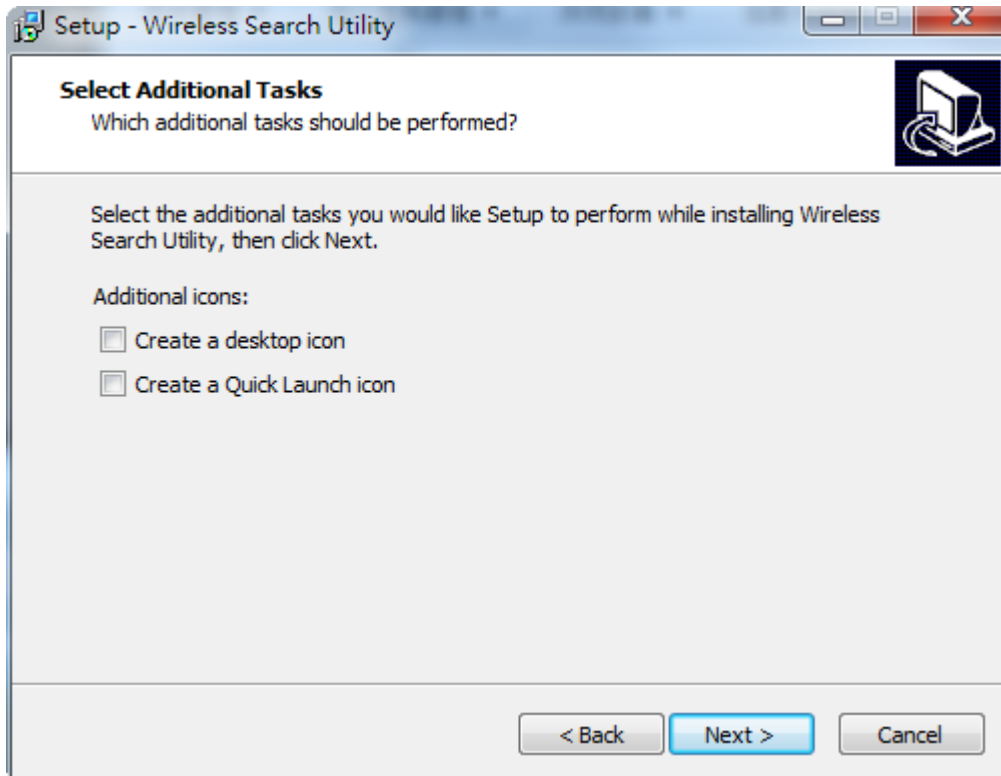 Setup - Wireless Search Utility
Select Additional Tasks
Which additional tasks should be performed?
Select the additional tasks you would like Setup to perform while installing Wireless
Search Utility, then click Next.
Additional icons:
Create a desktop icon
Create a Quick Launch icon
< Back
Next >
Cancel